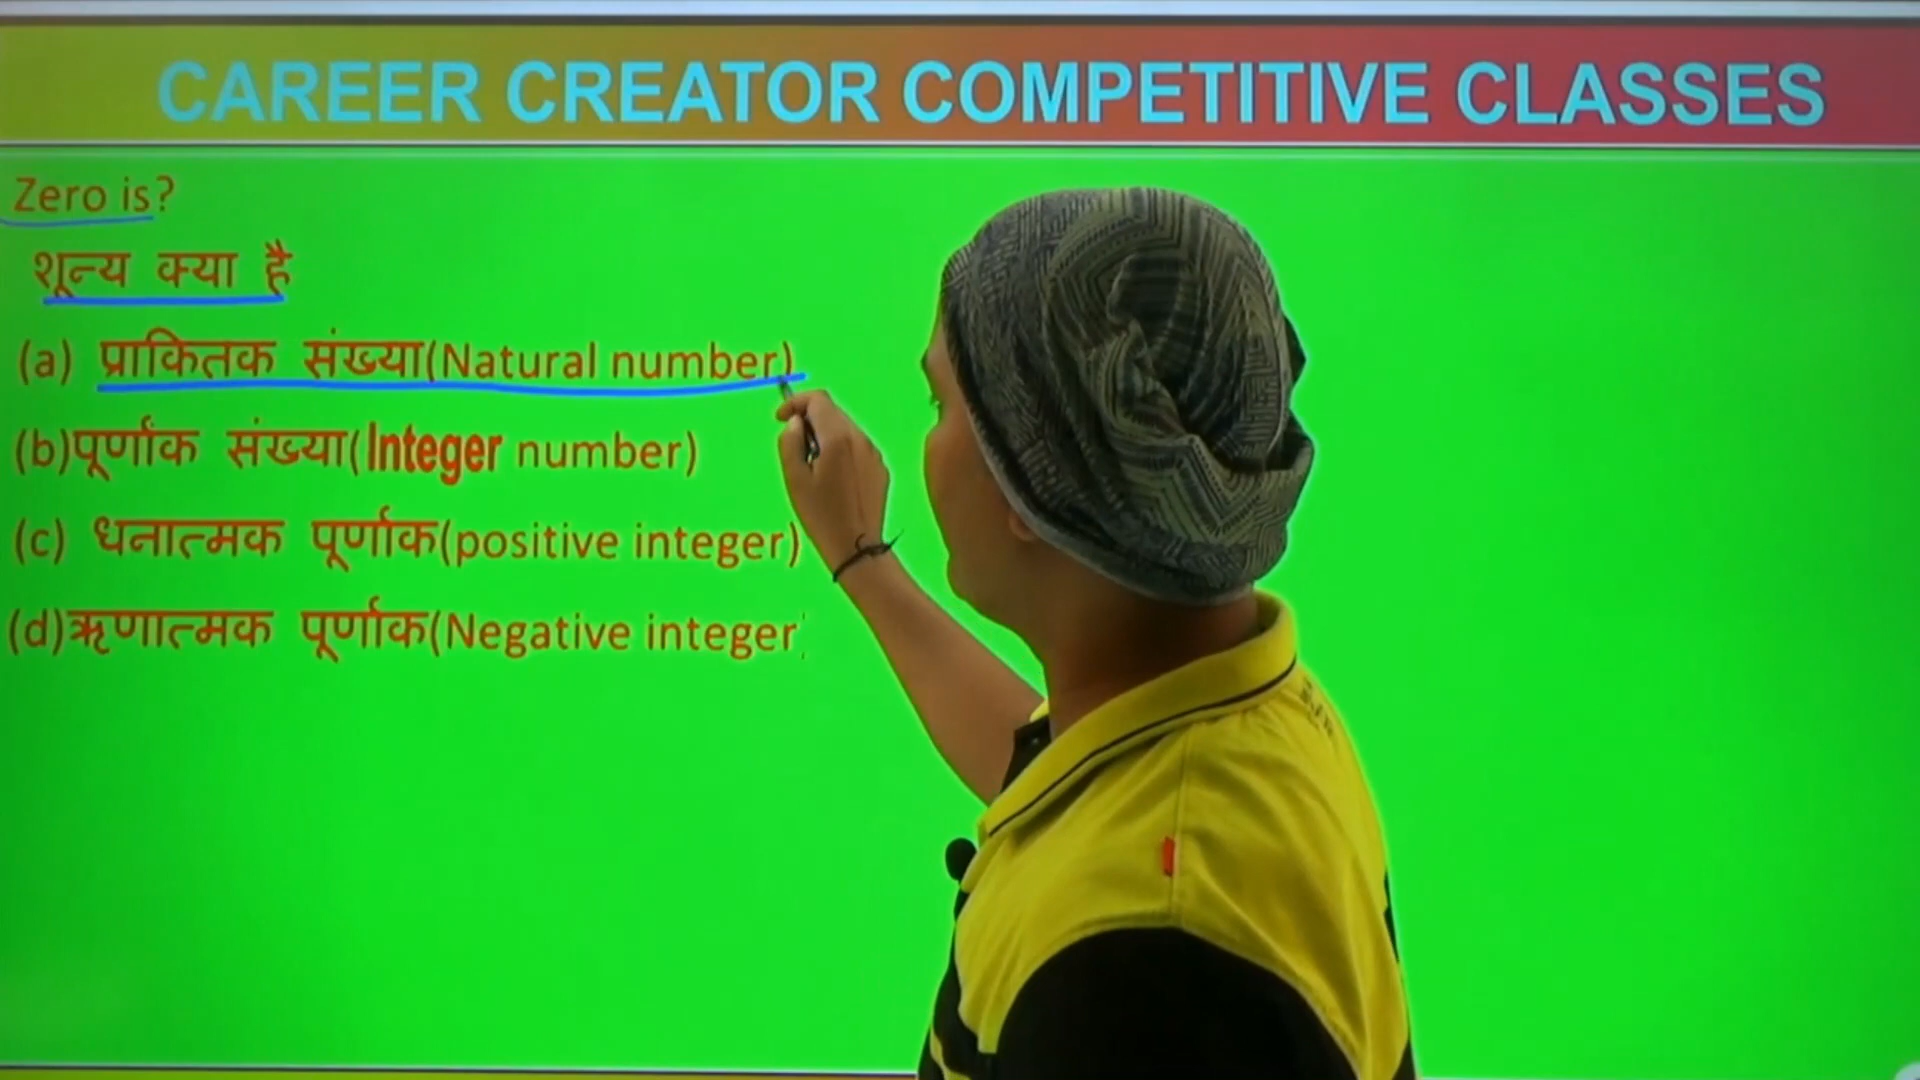 CAREER CREATOR COMPETITIVE CLASSES
Zero is?
शून्य क्या है
(a) प्राकितक संख्या(Natural number)
(b)पूर्णांक संख्या(Integer number)
(c) धनात्मक पूर्णाक(positive integer)
(d)ऋणात्मक पूर्णाक(Negative integer)